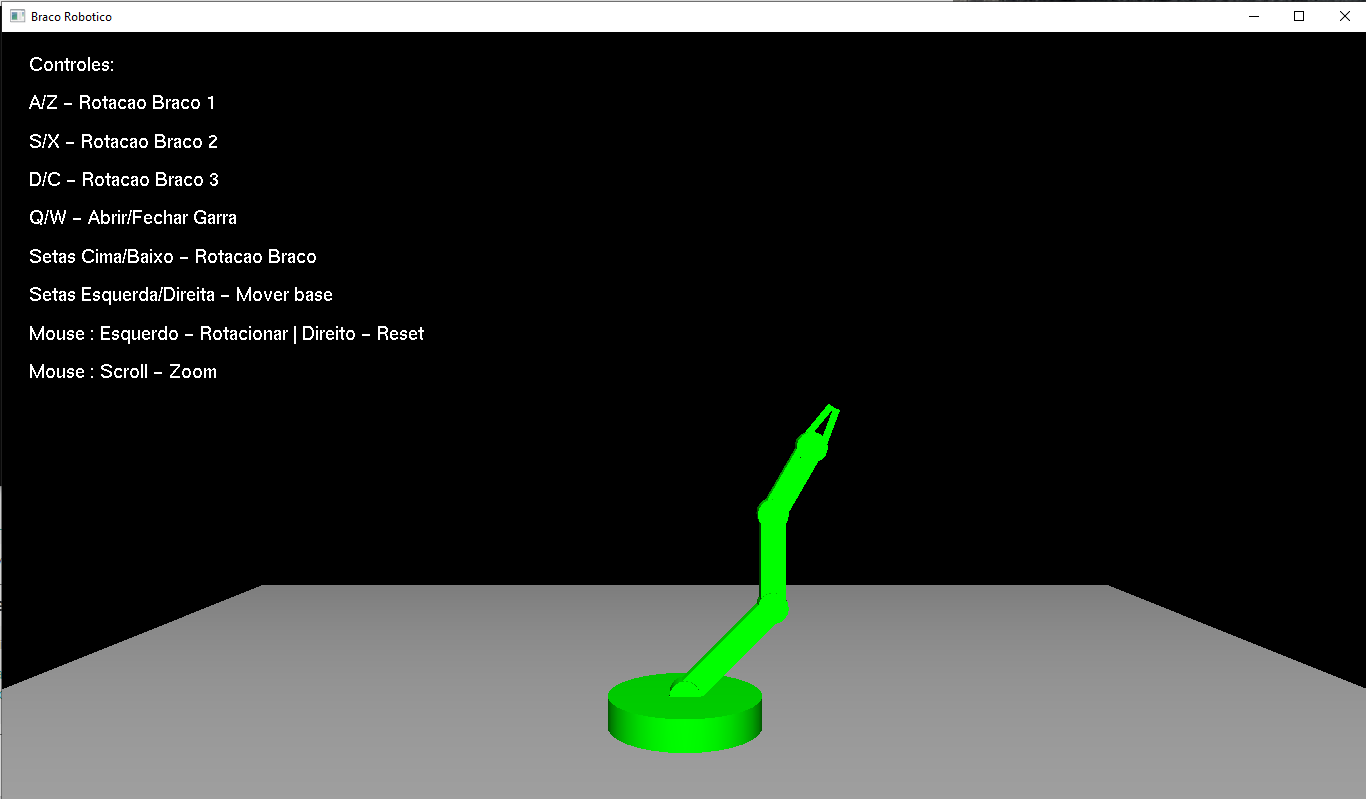 Braco Robotico
Controles:
A/Z - Rotacao Braco 1
S/X - Rotacao Braco 2
D/C - Rotacao Braco 3
Q/W - Abrir/Fechar Garra
Setas Cima/Baixo - Rotacao Braco
Setas Esquerda/Direita - Mover base
Mouse : Esquerdo - Rotacionar | Direito - Reset
Mouse : Scroll - Zoom